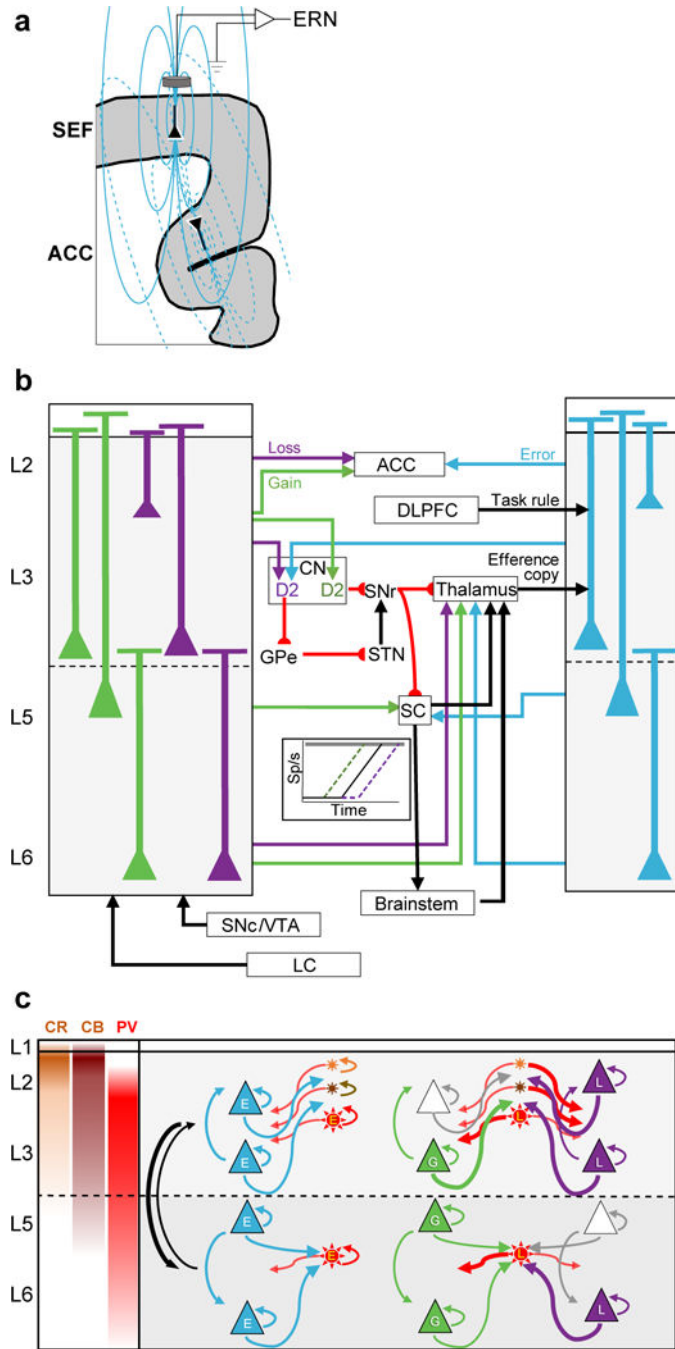 a
ERN
SEF
ACC
b
L2
Loss
Gain
ACC
Error
DLPFC
Task rule
L3
CN
D2
D2
SNr
Thalamus
Efference
copy
GPe
STN
L5
SC
Sp/s
Time
L6
Brainstem
SNc/VTA
LC
c
CR CB PV
L1
L2
E
E
E
L
G
L
L
L3
L5
E
E
G
L
L6
E
G
L